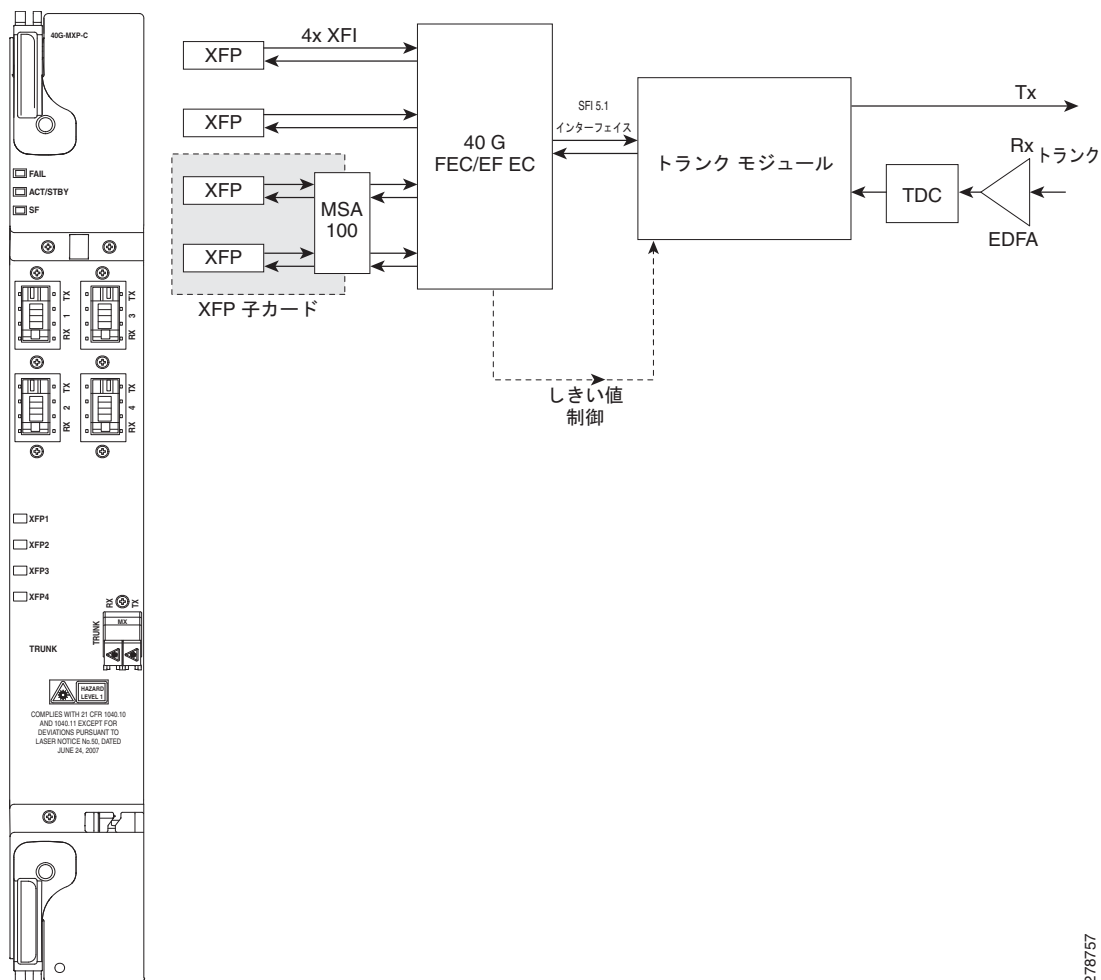 40G-MXP-C
FAIL
ACT/STBY
SF
TX
1
RX
TX
3
RX
TX
2
RX
TX
4
RX
XFP1
XFP2
XFP3
XFP4
RX
TX
MX
TRUNK
TRUNK
HAZARD
LEVEL 1
COMPLIES WITH 21 CFR 1040.10
AND 1040.11 EXCEPT FOR
DEVIATIONS PURSUANT TO
LASER NOTICE No.50, DATED
JUNE 24, 2007
XFP
4x XFI
XFP
XFP
XFP
MSA
100
XFP 子カード
40 G
FEC/EF EC
SFI 5.1
インターフェイス
トランク モジュール
しきい値
制御
Tx
Rx
トランク
TDC
EDFA
278757